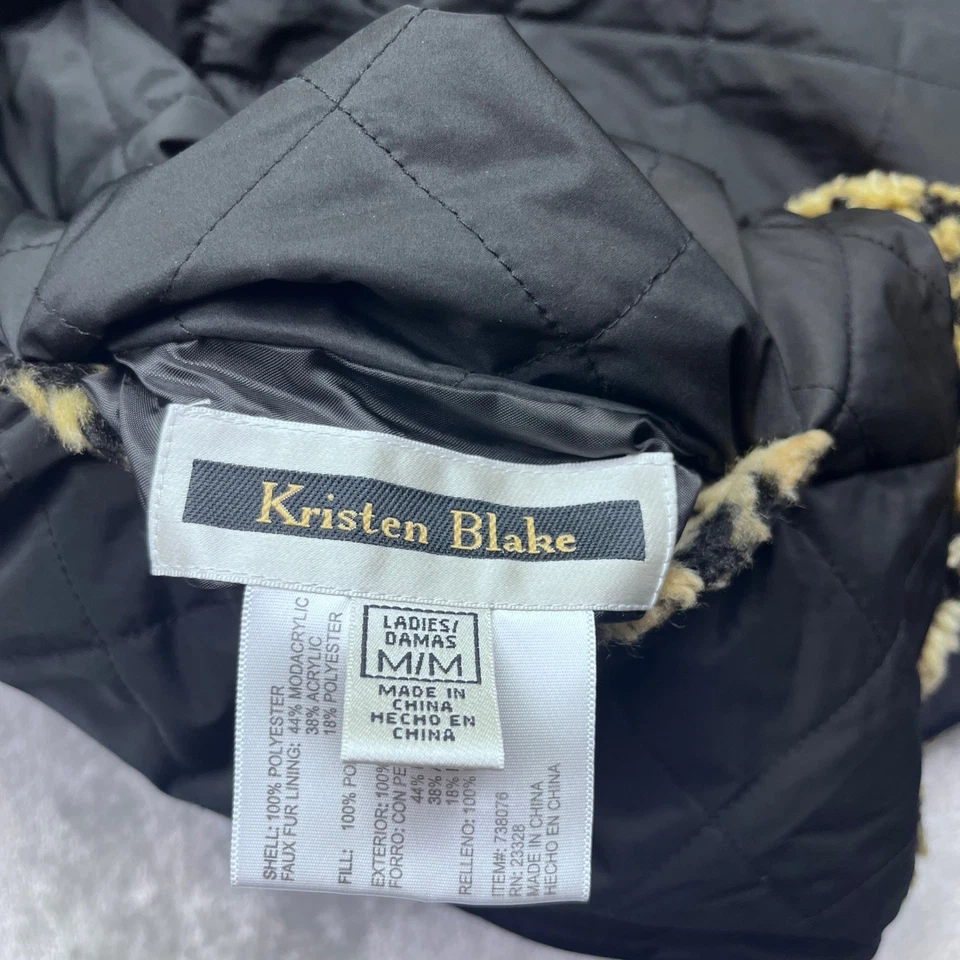 Kristen Blake
LADIES/
DAMAS
M/M
MADE IN
CHINA
HECHO EN
CHINA
SHELL: 100% POLYESTER
FAUX FUR LINING: 44% MODACRYLIC
38% ACRYLIC
18% POLYESTER
FILL: 100% PO
EXTERIOR: 100%
FORRO: CON PE
44%
38%
18%
RELLENO: 100%
ITEM#: 738076
RN: 23328
MADE IN CHINA
HECHO EN CHINA